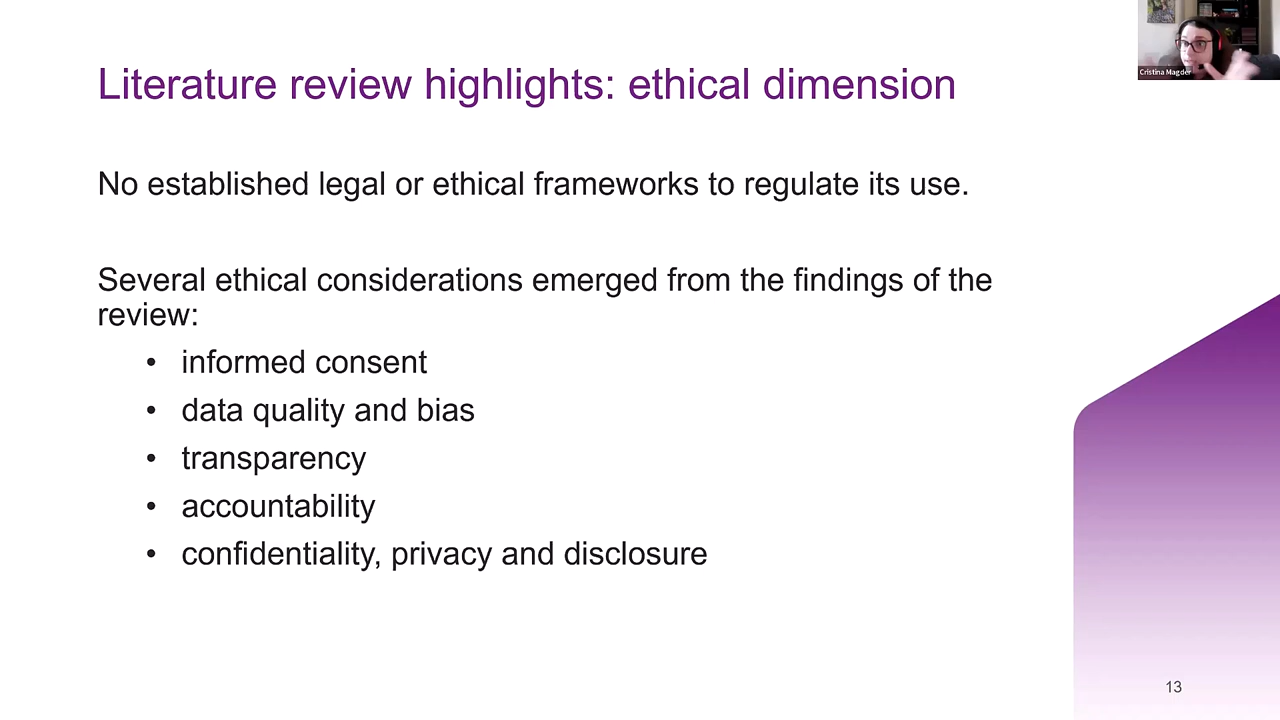 Cristina Magder
Literature review highlights: ethical dimension
No established legal or ethical frameworks to regulate its use.
Several ethical considerations emerged from the findings of the
review:
• informed consent
• data quality and bias
• transparency
• accountability
• confidentiality, privacy and disclosure
13